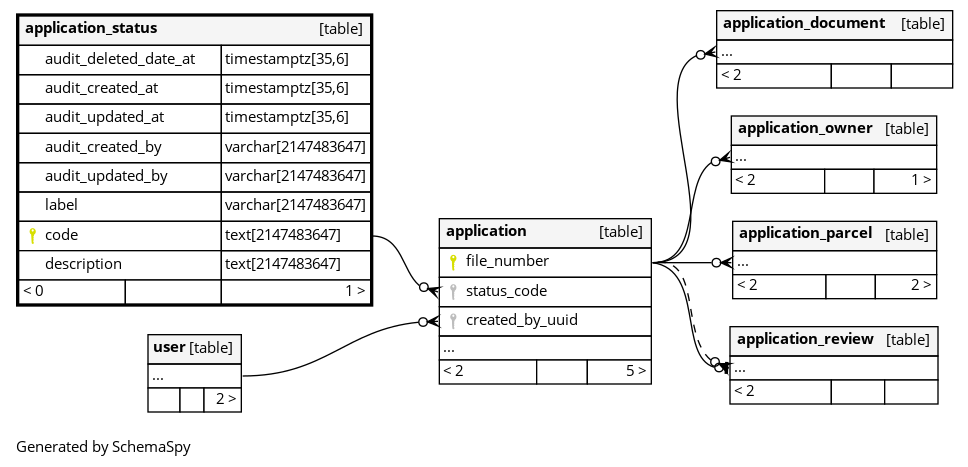 application_status [table]
audit_deleted_date_at timestamptz[35,6]
audit_created_at timestamptz[35,6]
audit_updated_at timestamptz[35,6]
audit_created_by varchar[2147483647]
audit_updated_by varchar[2147483647]
label varchar[2147483647]
code text[2147483647]
description text[2147483647]
< 0 1 >
user [table]
...
2 >
application [table]
file_number
status_code
created_by_uuid
...
< 2 5 >
application_document [table]
...
< 2
application_owner [table]
...
< 2 1 >
application_parcel [table]
...
< 2 2 >
application_review [table]
...
< 2
Generated by SchemaSpy